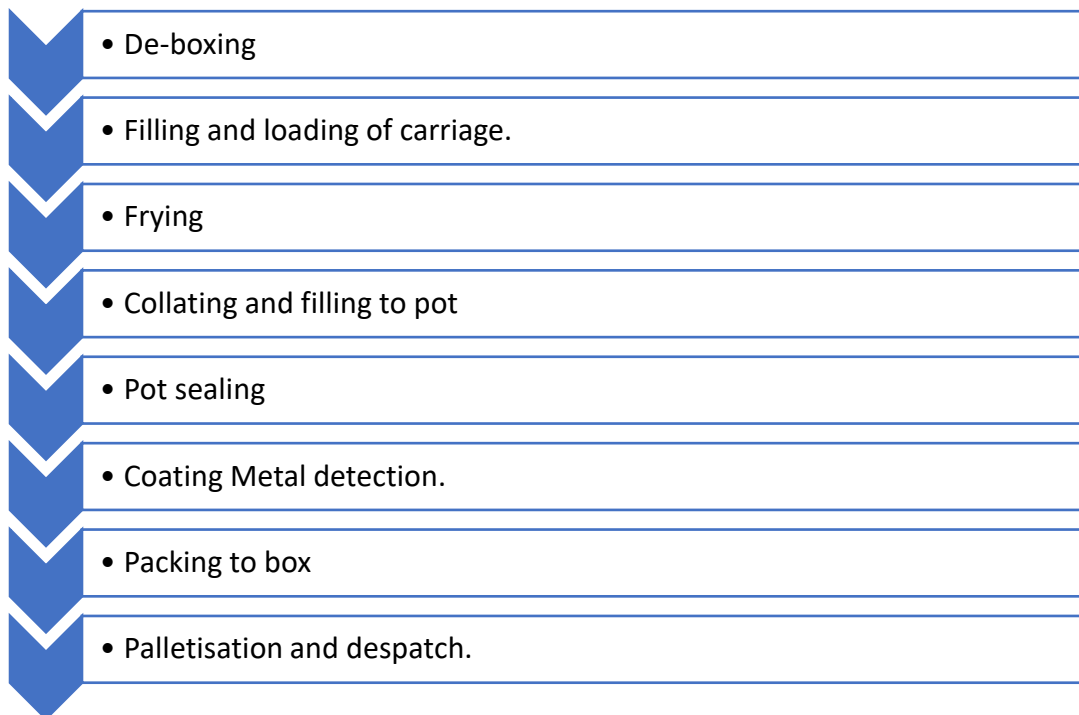 • De-boxing
• Filling and loading of carriage.
• Frying
• Collating and filling to pot
• Pot sealing
• Coating Metal detection.
• Packing to box
• Palletisation and despatch.